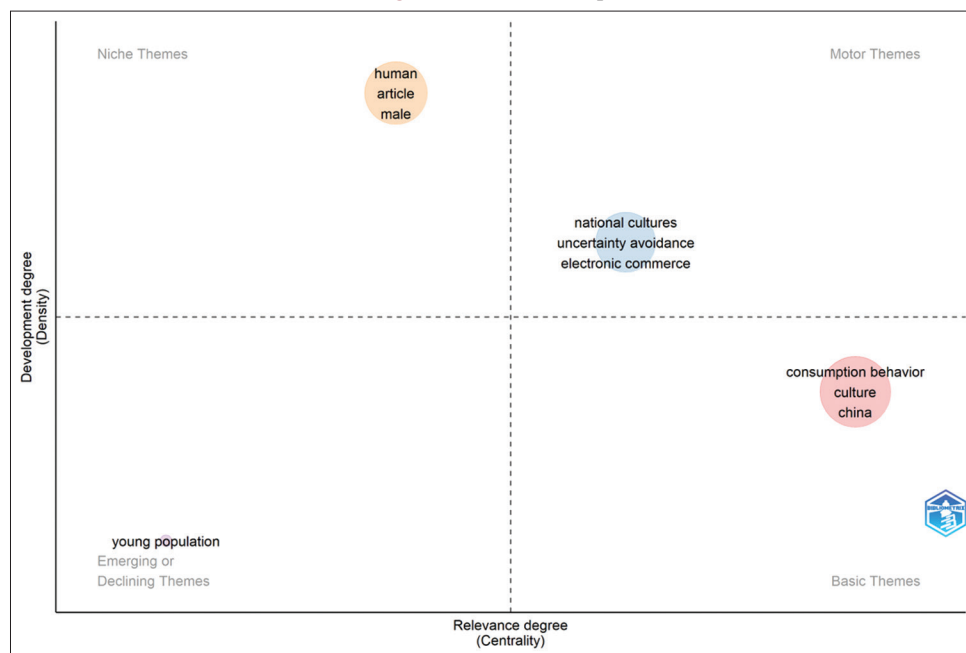 Niche Themes
Motor Themes
human
article
male
national cultures
uncertainty avoidance
electronic commerce
Development degree
(Density)
consumption behavior
culture
china
BIBLIOMETRIX
young population
Emerging or
Declining Themes
Basic Themes
Relevance degree
(Centrality)